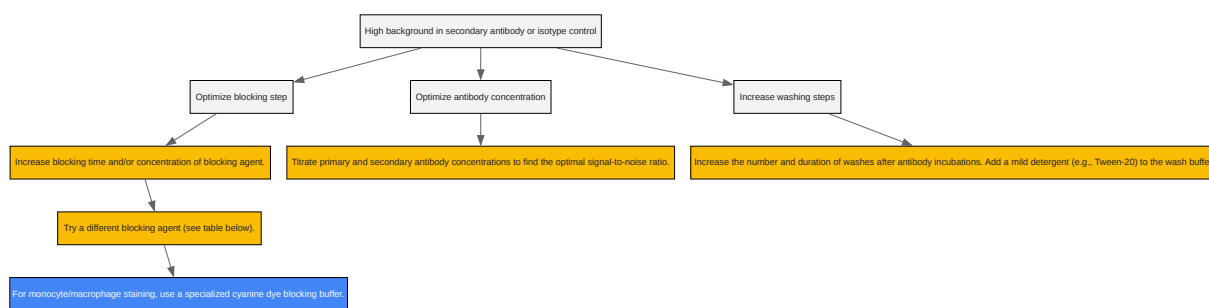 High background in secondary antibody or isotype control
Optimize blocking step
Optimize antibody concentration
Increase washing steps
Increase blocking time and/or concentration of blocking agent.
Titrate primary and secondary antibody concentrations to find the optimal signal-to-noise ratio.
Increase the number and duration of washes after antibody incubations. Add a mild detergent (e.g., Tween-20) to the wash buffe
Try a different blocking agent (see table below).
For monocyte/macrophage staining, use a specialized cyanine dye blocking buffer.